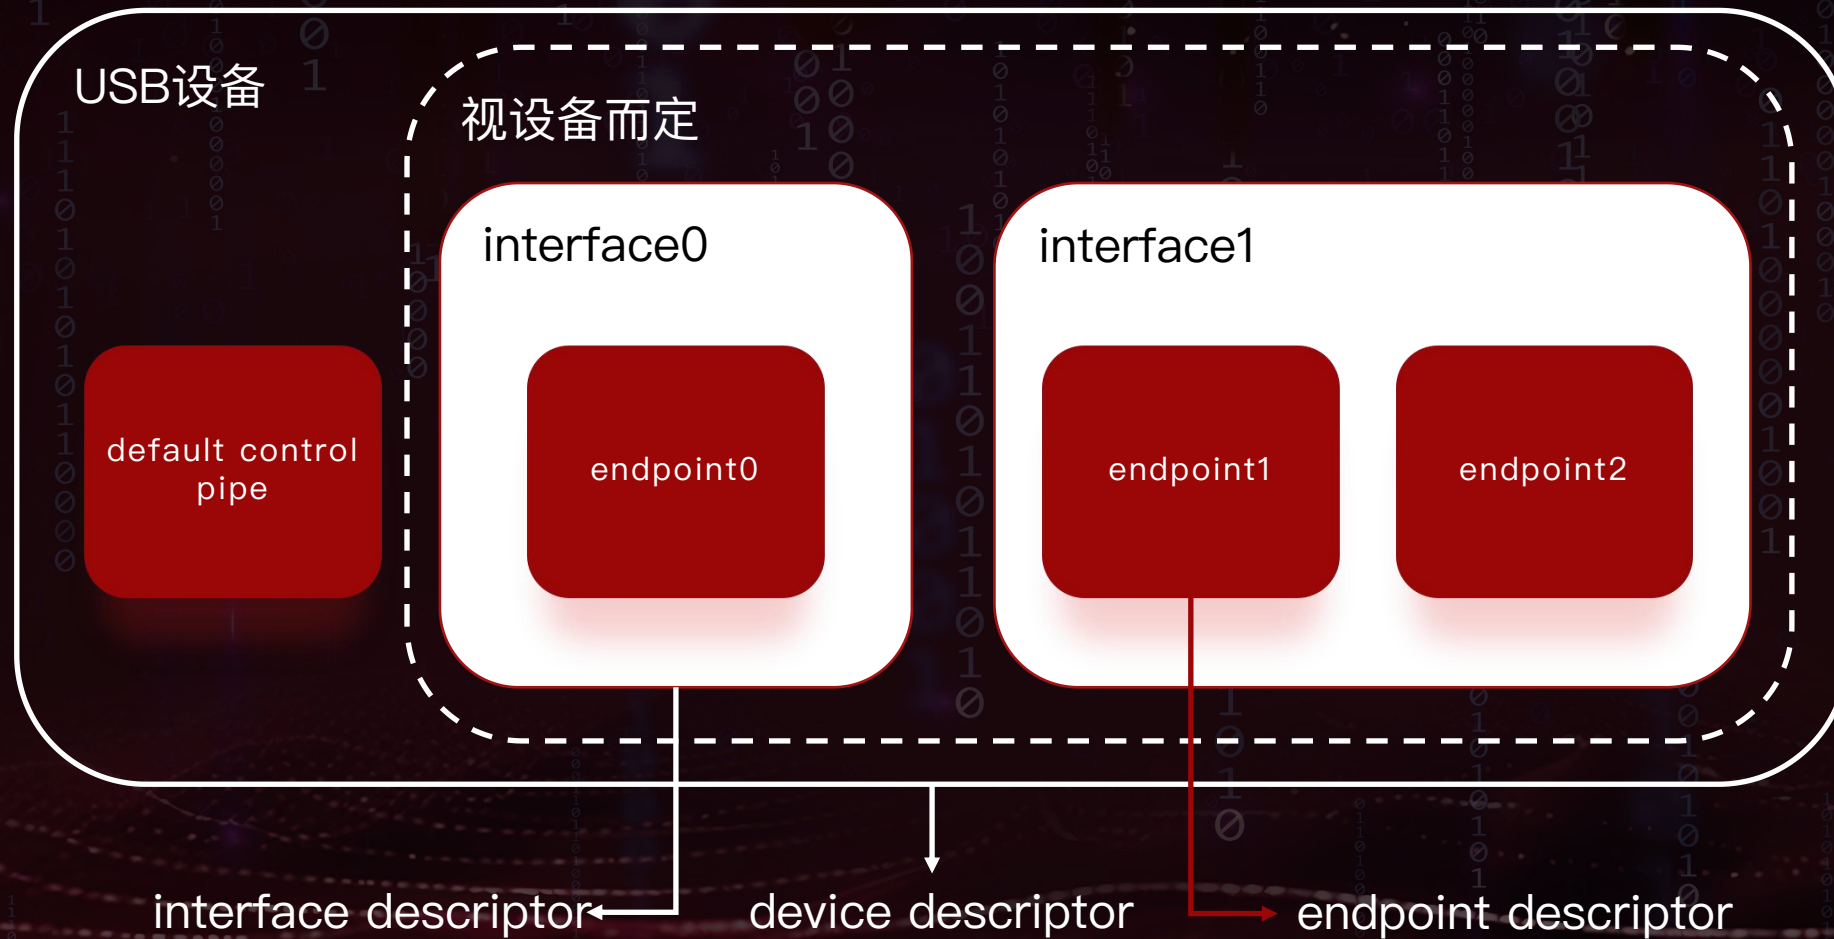 USB设备
视设备而定
interface0
interface1
default control
pipe
endpoint0
endpoint1
endpoint2
interface descriptor
device descriptor
endpoint descriptor